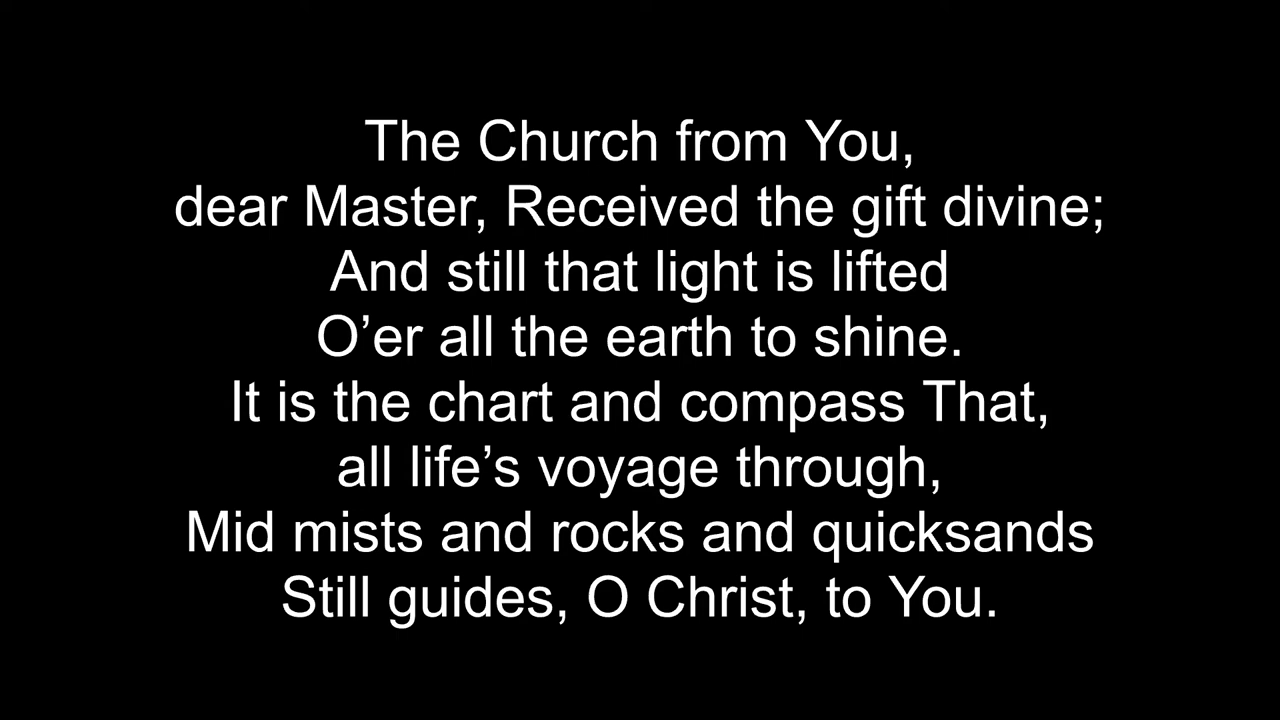 The Church from You,
dear Master, Received the gift divine;
And still that light is lifted
O’er all the earth to shine.
It is the chart and compass That,
all life’s voyage through,
Mid mists and rocks and quicksands
Still guides, O Christ, to You.